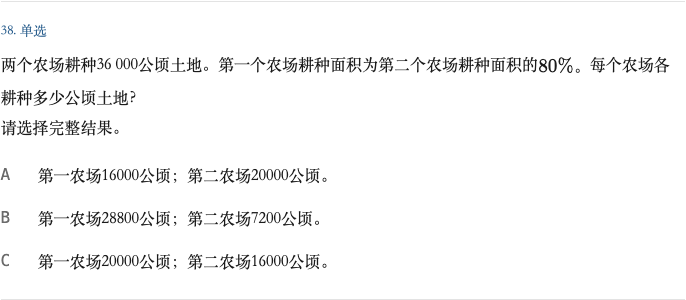 38. 单选
两个农场耕种36 000公顷土地。第一个农场耕种面积为第二个农场耕种面积的80%。每个农场各
耕种多少公顷土地?
请选择完整结果。
A 第一农场16000公顷；第二农场20000公顷。
B 第一农场28800公顷；第二农场7200公顷。
C 第一农场20000公顷；第二农场16000公顷。